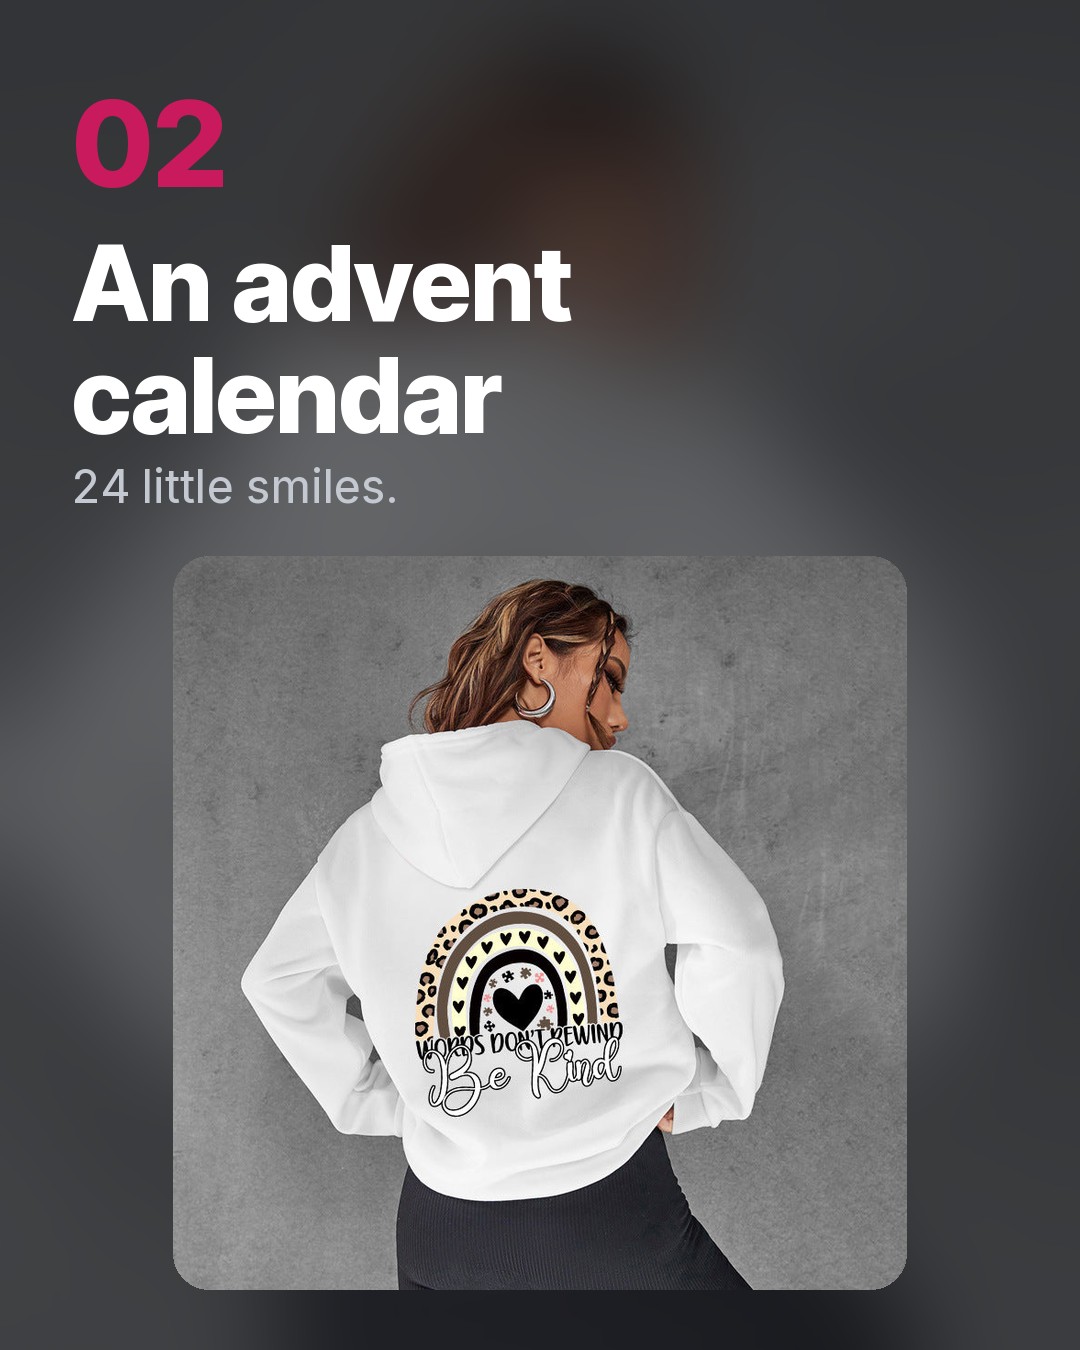 02
An advent
calendar
24 little smiles.
WORDS DON'T REWIND
Be Kind